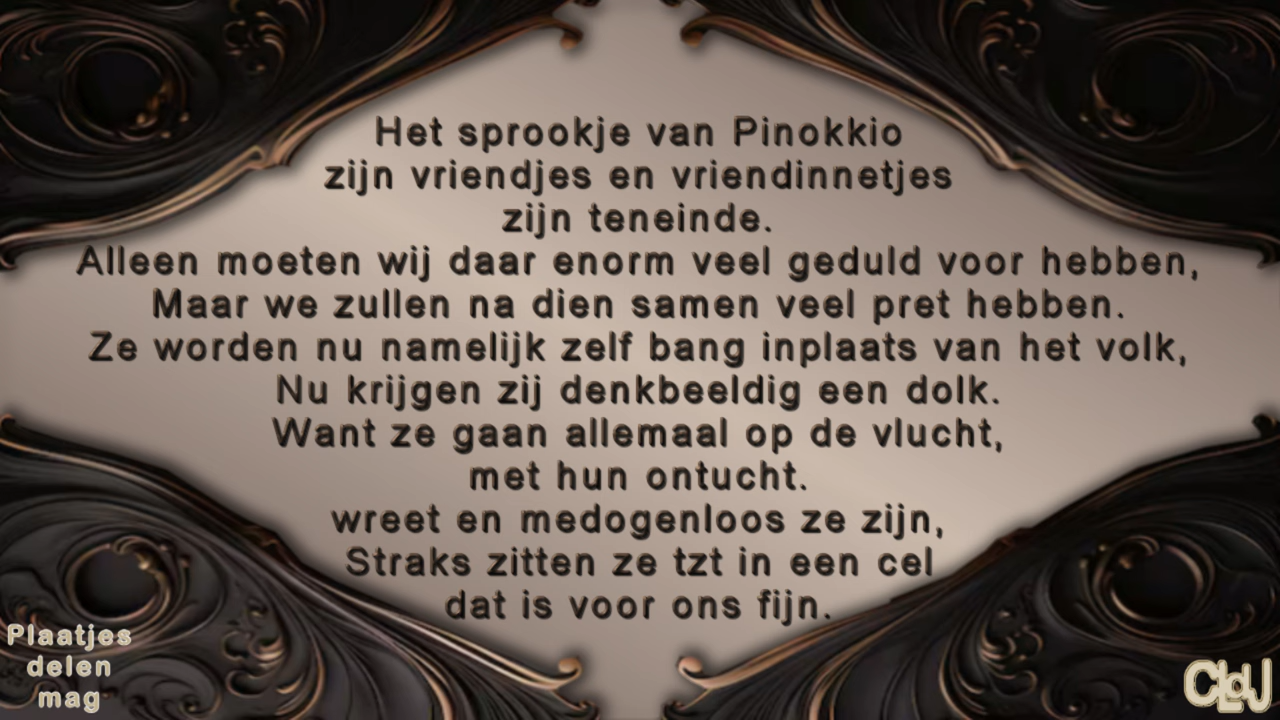 Het sprookje van Pinokkio
zijn vriendjes en vriendinnetjes
zijn teneinde.
Alleen moeten wij daar enorm veel geduld voor hebben,
Maar we zullen na dien samen veel pret hebben.
Ze worden nu namelijk zelf bang inplaats van het volk,
Nu krijgen zij denkbeeldig een dolk.
Want ze gaan allemaal op de vlucht,
met hun ontucht.
wreet en medogenloos ze zijn,
Straks zitten ze tzt in een cel
dat is voor ons fijn.
Plaatjes
delen
mag
CLdJ